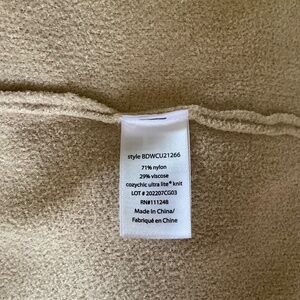 style BDWCU21266
71% nylon
29% viscose
cozychic ultra lite® knit
LOT # 202207CG03
RN#111248
Made in China/
Fabriqué en Chine